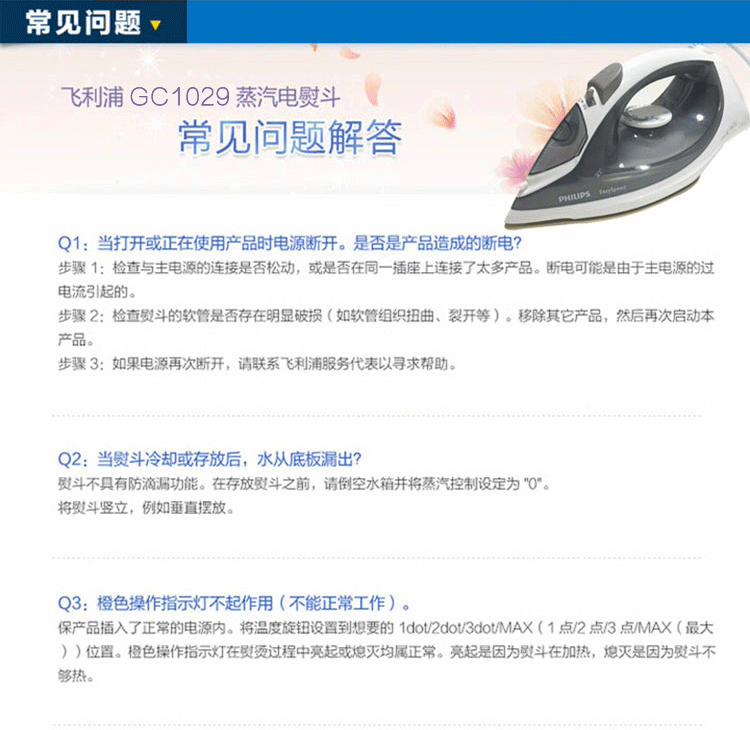 常见问题
飞利浦 GC1029 蒸汽电熨斗
常见问题解答
PHILIPS EasySpeed
Q1：当打开或正在使用产品时电源断开。是否是产品造成的断电?
步骤 1：检查与主电源的连接是否松动，或是否在同一插座上连接了太多产品。断电可能是由于主电源的过
电流引起的。
步骤 2：检查熨斗的软管是否存在明显破损（如软管组织扭曲、裂开等）。移除其它产品，然后再次启动本
产品。
步骤 3：如果电源再次断开，请联系飞利浦服务代表以寻求帮助。
Q2：当熨斗冷却或存放后，水从底板漏出?
熨斗不具有防滴漏功能。在存放熨斗之前，请倒空水箱并将蒸汽控制设定为 "0"。
将熨斗竖立，例如垂直摆放。
Q3：橙色操作指示灯不起作用（不能正常工作）。
保产品插入了正常的电源内。将温度旋钮设置到想要的 1dot/2dot/3dot/MAX（1 点/2 点/3 点/MAX（最大
））位置。橙色操作指示灯在熨烫过程中亮起或熄灭均属正常。亮起是因为熨斗在加热，熄灭是因为熨斗不
够热。